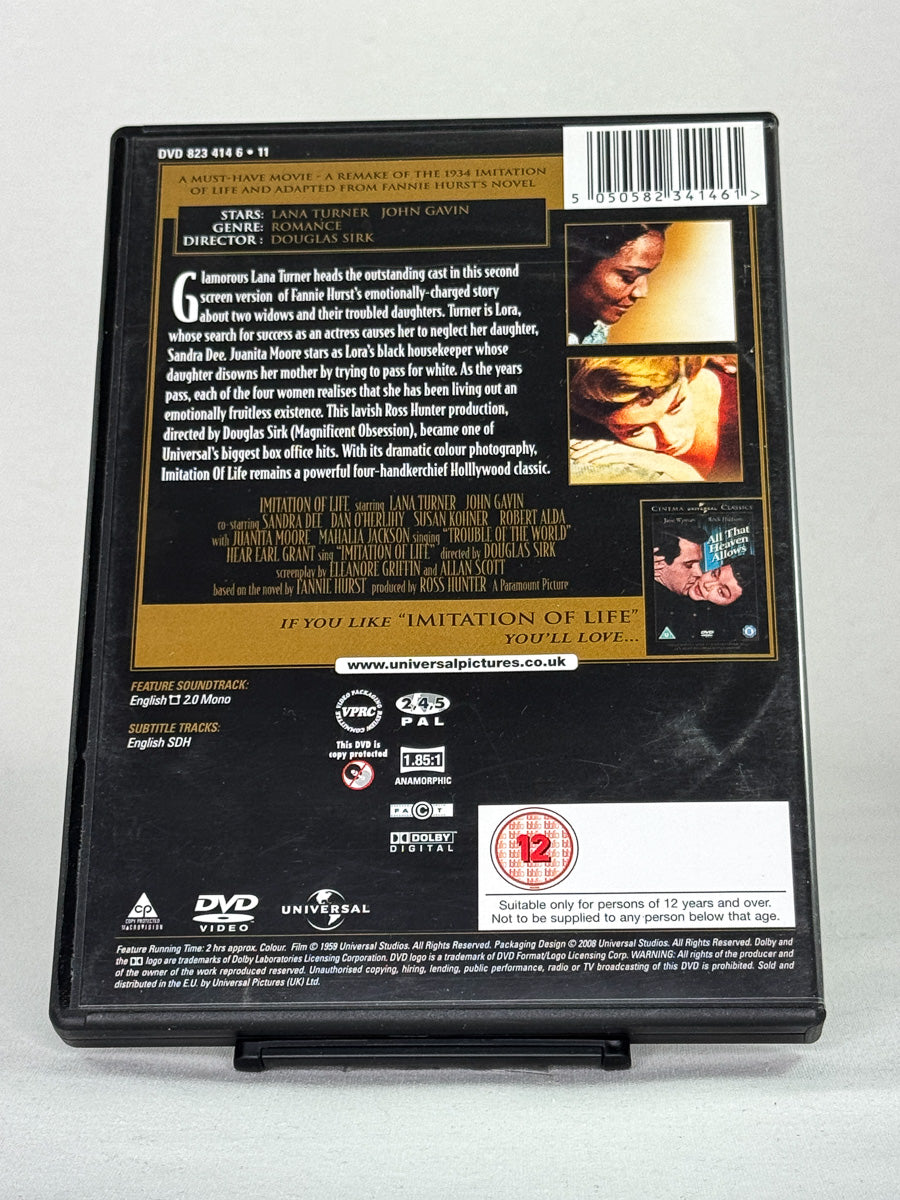 DVD 823 414 6 • 11
A MUST-HAVE MOVIE - A REMAKE OF THE 1934 IMITATION
OF LIFE AND ADAPTED FROM FANNIE HURST'S NOVEL
5 050582 341461 >
STARS: LANA TURNER JOHN GAVIN
GENRE: ROMANCE
DIRECTOR : DOUGLAS SIRK
Glamorous Lana Turner heads the outstanding cast in this second
screen version of Fannie Hurst's emotionally-charged story
about two widows and their troubled daughters. Turner is Lora,
whose search for success as an actress causes her to neglect her daughter,
Sandra Dee. Juanita Moore stars as Lora's black housekeeper whose
daughter disowns her mother by trying to pass for white. As the years
pass, each of the four women realises that she has been living out an
emotionally fruitless existence. This lavish Ross Hunter production,
directed by Douglas Sirk (Magnificent Obsession), became one of
Universal's biggest box office hits. With its dramatic colour photography,
Imitation Of Life remains a powerful four-handkerchief Holllywood classic.
IMITATION OF LIFE starring LANA TURNER JOHN GAVIN
co-starring SANDRA DEE DAN O'HERLIHY SUSAN KOHNER ROBERT ALDA
with JUANITA MOORE MAHALIA JACKSON singing "TROUBLE OF THE WORLD"
HEAR EARL GRANT sing "IMITATION OF LIFE" directed by DOUGLAS SIRK
screenplay by ELEANORE GRIFFIN and ALLAN SCOTT
based on the novel by FANNIE HURST produced by ROSS HUNTER A Paramount Picture
CINEMA UNIVERSAL CLASSICS
Jane Wyman Rock Hudson
All That
Heaven
Allows
U
DVD
IF YOU LIKE "IMITATION OF LIFE"
YOU'LL LOVE...
www.universalpictures.co.uk
FEATURE SOUNDTRACK:
English 2.0 Mono
SUBTITLE TRACKS:
English SDH
VIDEO PACKAGING REVIEW COMMITTEE
VPRC
2,4,5
PAL
This DVD is
copy protected
1.85:1
ANAMORPHIC
FACT
DOLBY
DIGITAL
12
Suitable only for persons of 12 years and over.
Not to be supplied to any person below that age.
CP
COPY PROTECTED
MACROVISION
DVD
VIDEO
UNIVERSAL
Feature Running Time: 2 hrs approx. Colour. Film © 1959 Universal Studios. All Rights Reserved. Packaging Design © 2008 Universal Studios. All Rights Reserved. Dolby and
the DD logo are trademarks of Dolby Laboratories Licensing Corporation. DVD logo is a trademark of DVD Format/Logo Licensing Corp. WARNING: All rights of the producer and
of the owner of the work reproduced reserved. Unauthorised copying, hiring, lending, public performance, radio or TV broadcasting of this DVD is prohibited. Sold and
distributed in the E.U. by Universal Pictures (UK) Ltd.